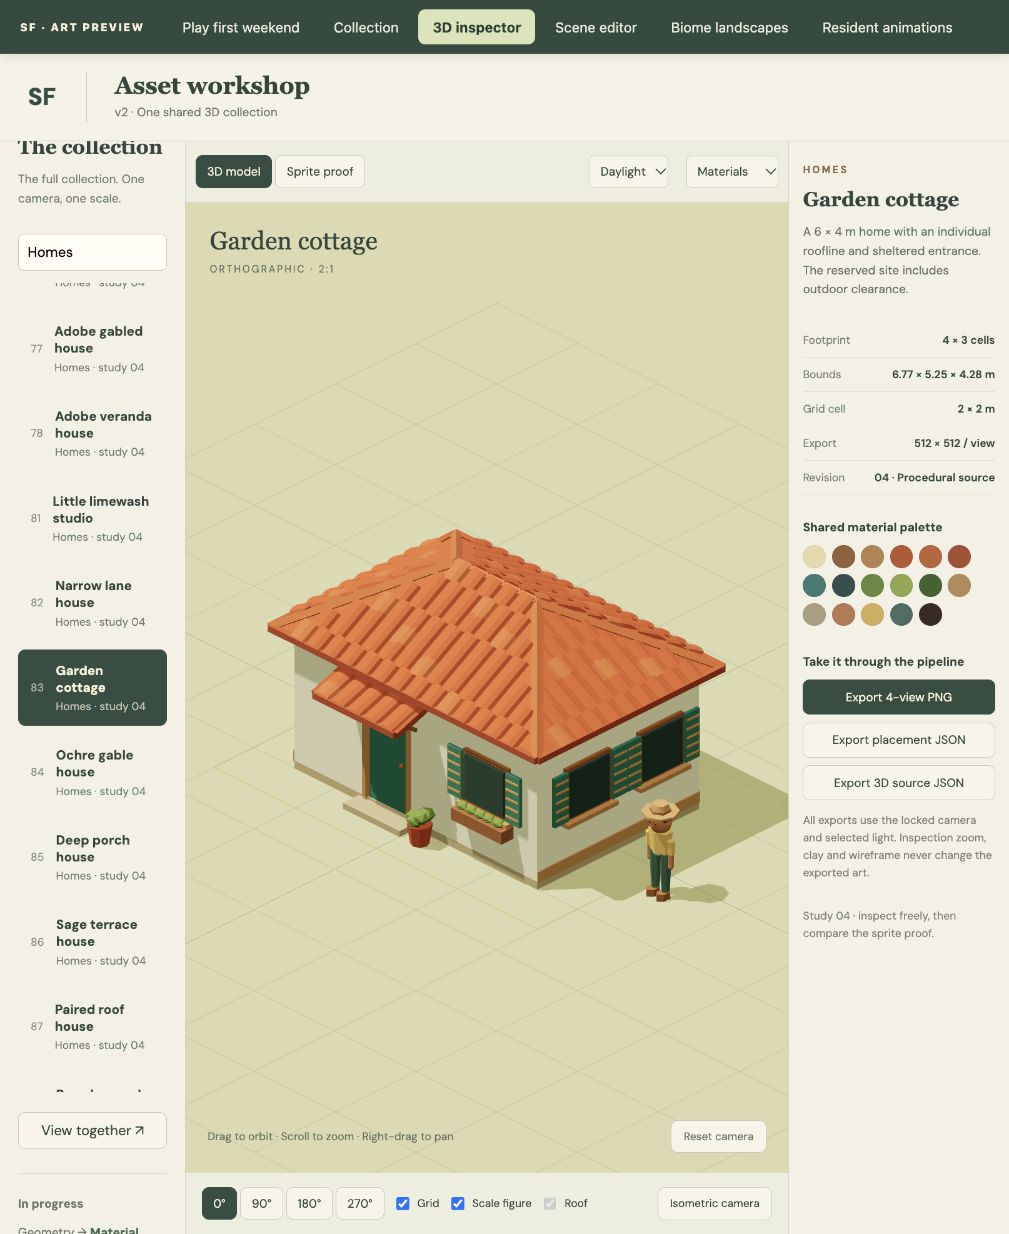 SF · ART PREVIEW
Play first weekend
Collection
3D inspector
Scene editor
Biome landscapes
Resident animations
SF
Asset workshop
v2 · One shared 3D collection
The collection
The full collection. One
camera, one scale.
Homes
Homes · study 04
77
Adobe gabled
house
Homes · study 04
78
Adobe veranda
house
Homes · study 04
81
Little limewash
studio
Homes · study 04
82
Narrow lane
house
Homes · study 04
83
Garden
cottage
Homes · study 04
84
Ochre gable
house
Homes · study 04
85
Deep porch
house
Homes · study 04
86
Sage terrace
house
Homes · study 04
87
Paired roof
house
Homes · study 04
View together ↗
In progress
Geometry → Material
3D model
Sprite proof
Daylight
Materials
Garden cottage
ORTHOGRAPHIC · 2:1
Drag to orbit · Scroll to zoom · Right-drag to pan
Reset camera
0°
90°
180°
270°
Grid
Scale figure
Roof
Isometric camera
HOMES
Garden cottage
A 6 × 4 m home with an individual
roofline and sheltered entrance.
The reserved site includes
outdoor clearance.
Footprint 4 × 3 cells
Bounds 6.77 × 5.25 × 4.28 m
Grid cell 2 × 2 m
Export 512 × 512 / view
Revision 04 · Procedural source
Shared material palette
Take it through the pipeline
Export 4-view PNG
Export placement JSON
Export 3D source JSON
All exports use the locked camera
and selected light. Inspection zoom,
clay and wireframe never change the
exported art.
Study 04 · inspect freely, then
compare the sprite proof.